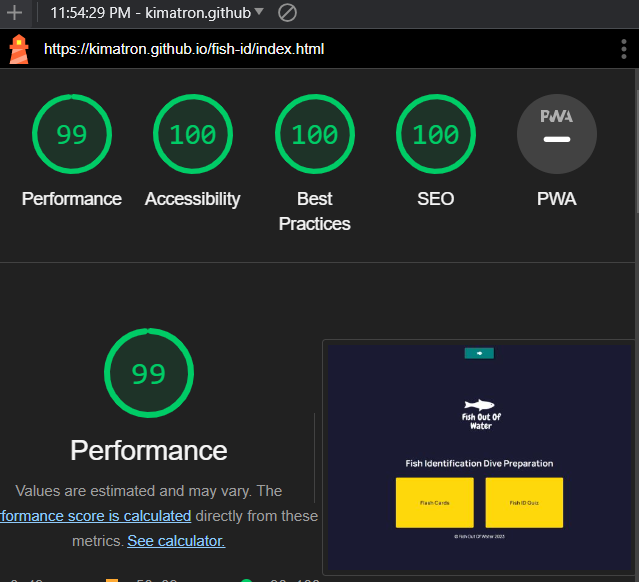 11:54:29 PM - kimatron.github
https://kimatron.github.io/fish-id/index.html
99
100
100
100
PWA
Performance
Accessibility
Best
Practices
SEO
PWA
99
Performance
Values are estimated and may vary. The
rformance score is calculated directly from these
metrics. See calculator.
Fish Out Of
Water
Fish Identification Dive Preparation
Flash Cards
Fish ID Quiz
© Fish Out Of Water 2023